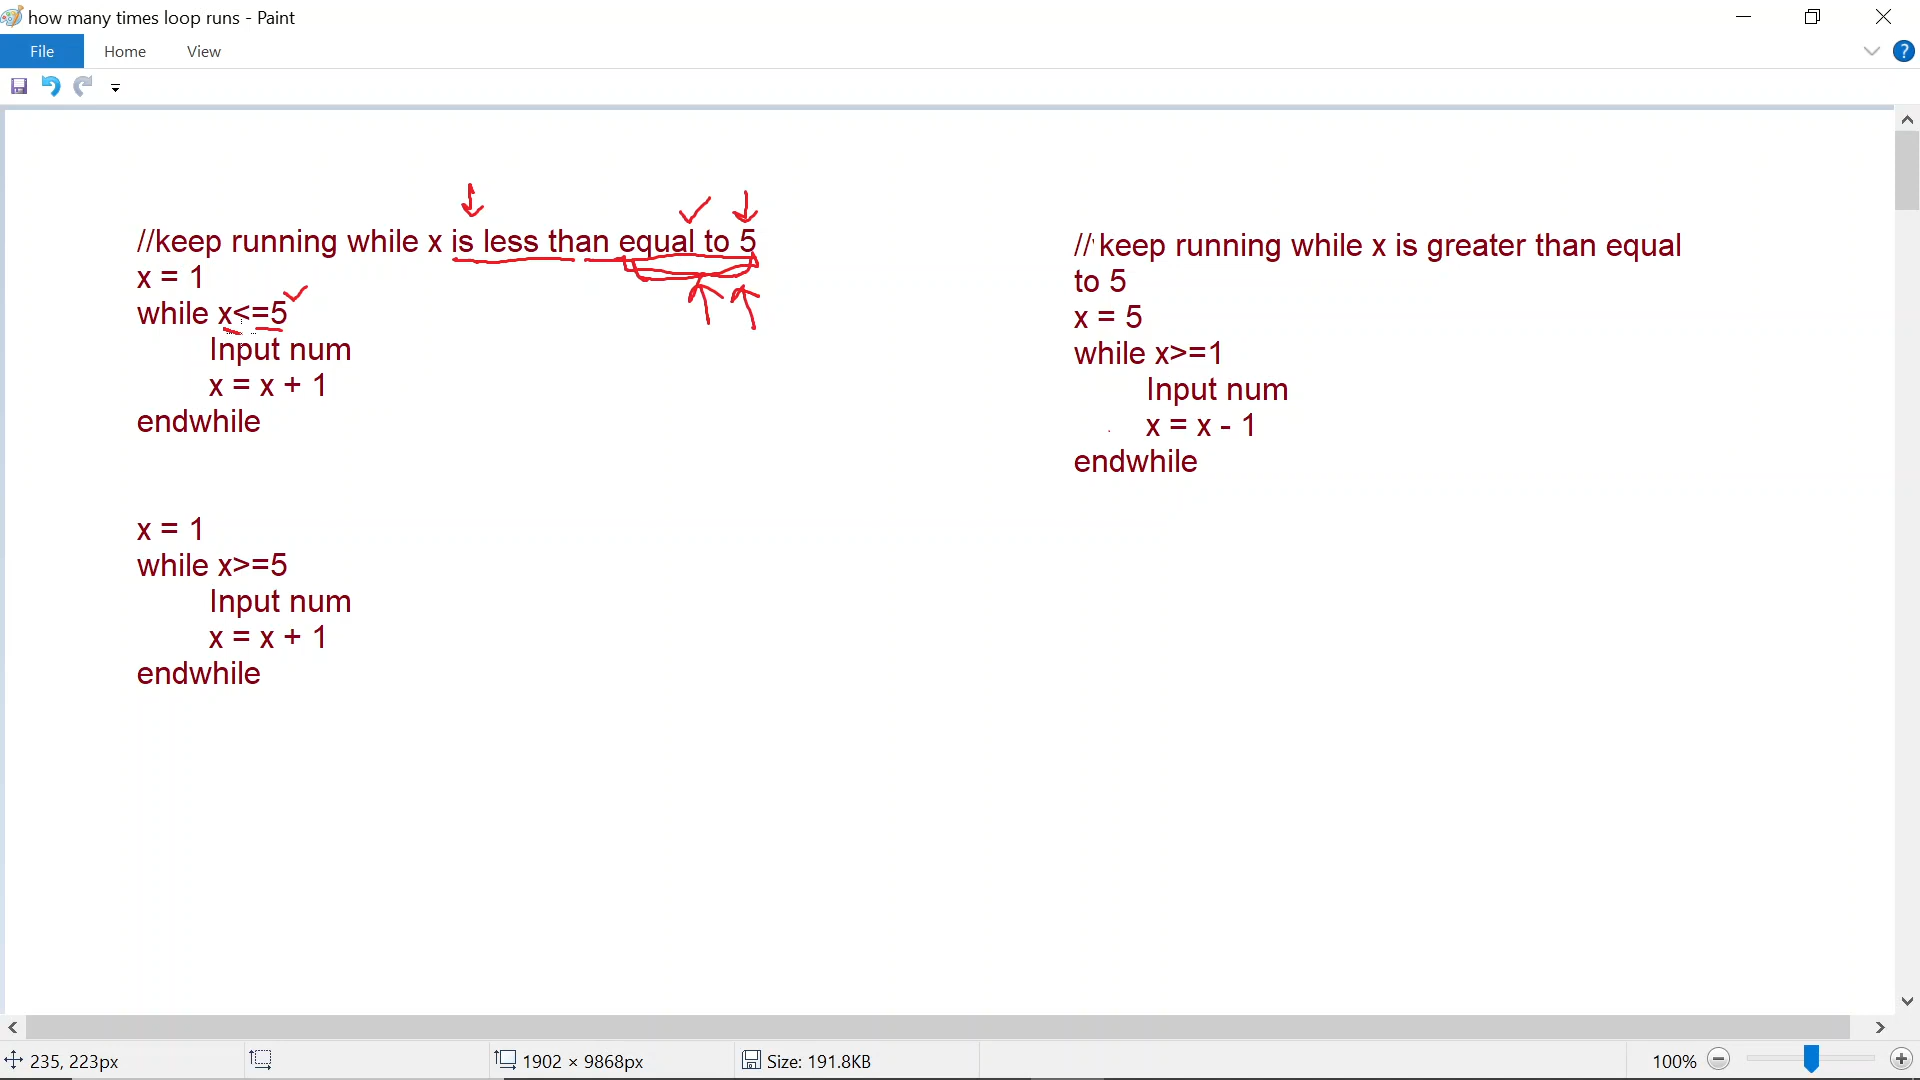 how many times loop runs - Paint
File Home View
//keep running while x is less than equal to 5
x = 1
while x<=5
Input num
x = x + 1
endwhile
x = 1
while x>=5
Input num
x = x + 1
endwhile
//'keep running while x is greater than equal
to 5
x = 5
while x>=1
Input num
x = x - 1
endwhile
235, 223px 1902 × 9868px Size: 191.8KB 100%